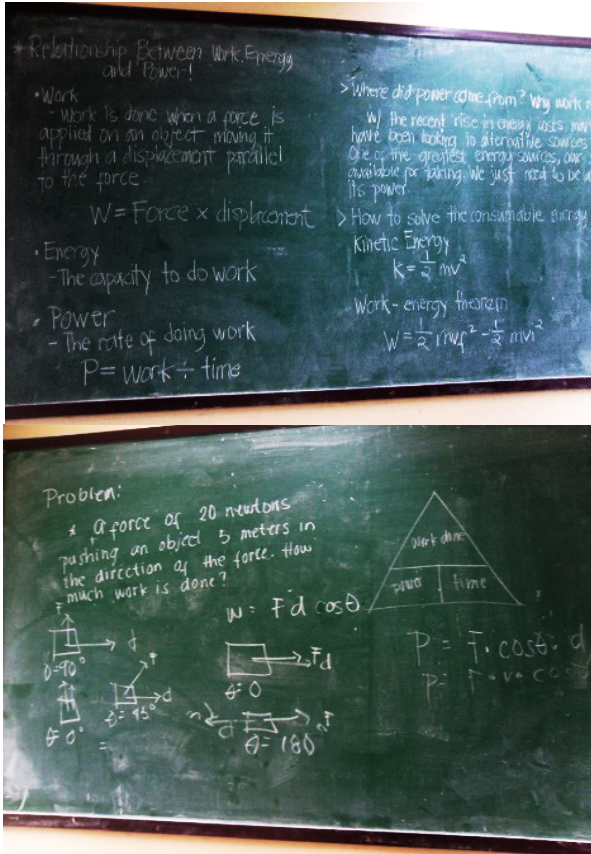 * Relationship Between Work, Energy
and Power!
• Work
- Work is done when a force is
applied on an object moving it
through a displacement parallel
to the force.
W = Force × displacement
• Energy
- The capacity to do work
• Power
- The rate of doing work
P = work ÷ time
> Where did power come from? Why work
W/ the recent rise in energy costs, man
have been looking to alternative sources
One of the greatest energy sources, our s
available for taking. We just need to be
its power.
> How to solve the consumable energy
Kinetic Energy
K = 1/2 mv²
Work - energy theorem
W = 1/2 mvf² - 1/2 mvi²
Problem:
* A force of 20 newtons
pushing an object 5 meters in
the direction of the force. How
much work is done?
W = Fd cosθ
F
d
θ=90°
F
d
θ=45°
θ=0°
=
F d
θ=0
d
F
θ=180
work done
power time
P = F · cosθ · d
P = F · v · cosθ